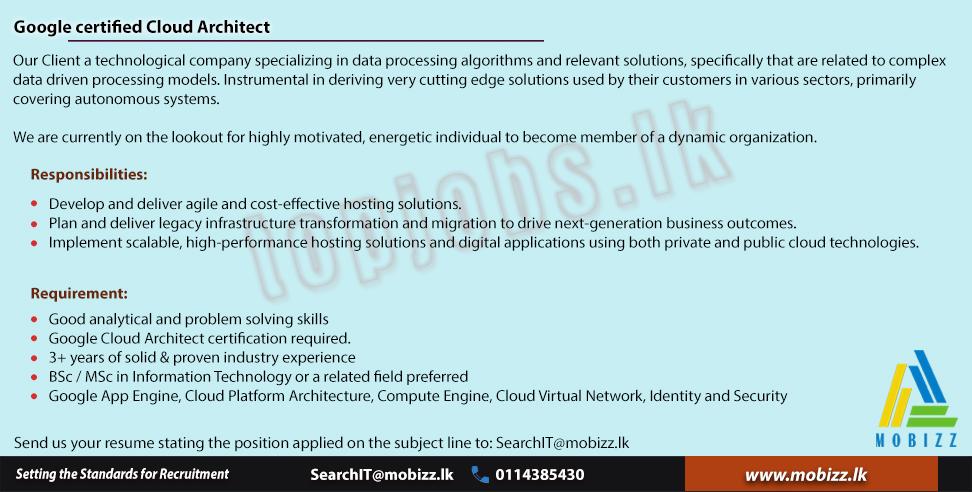 Google certified Cloud Architect
Our Client a technological company specializing in data processing algorithms and relevant solutions, specifically that are related to complex
data driven processing models. Instrumental in deriving very cutting edge solutions used by their customers in various sectors, primarily
covering autonomous systems.
We are currently on the lookout for highly motivated, energetic individual to become member of a dynamic organization.
topjobs.lk
Responsibilities:
• Develop and deliver agile and cost-effective hosting solutions.
• Plan and deliver legacy infrastructure transformation and migration to drive next-generation business outcomes.
• Implement scalable, high-performance hosting solutions and digital applications using both private and public cloud technologies.
Requirement:
• Good analytical and problem solving skills
• Google Cloud Architect certification required.
• 3+ years of solid & proven industry experience
• BSc / MSc in Information Technology or a related field preferred
• Google App Engine, Cloud Platform Architecture, Compute Engine, Cloud Virtual Network, Identity and Security
MOBIZZ
Send us your resume stating the position applied on the subject line to: SearchIT@mobizz.lk
Setting the Standards for Recruitment SearchIT@mobizz.lk 0114385430 www.mobizz.lk